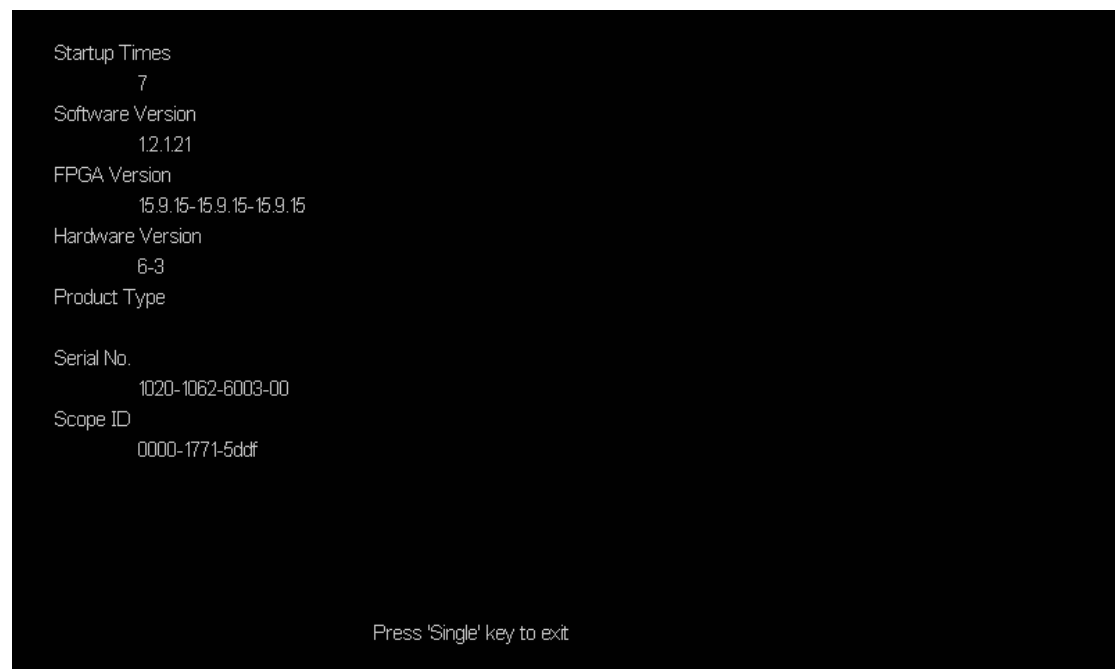 Startup Times
7
Software Version
1.2.1.21
FPGA Version
15.9.15-15.9.15-15.9.15
Hardware Version
6-3
Product Type
Serial No.
1020-1062-6003-00
Scope ID
0000-1771-5ddf
Press 'Single' key to exit